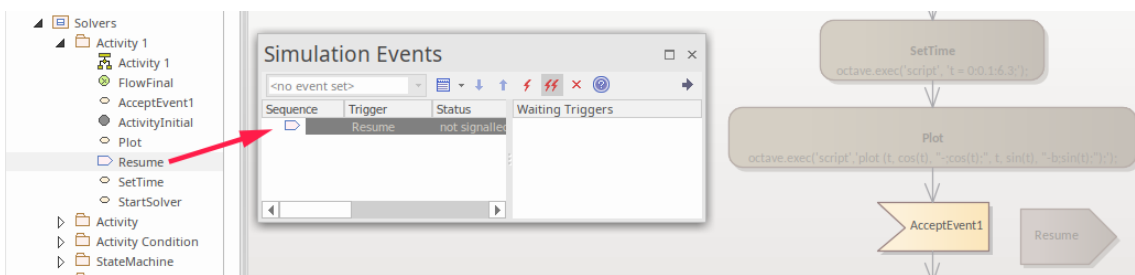 Solvers
Activity 1
Activity 1
FlowFinal
AcceptEvent1
ActivityInitial
Plot
Resume
SetTime
StartSolver
Activity
Activity Condition
StateMachine
Simulation Events
<no event set>
Sequence Trigger Status Waiting Triggers
Resume not signalled
SetTime
octave.exec('script', 't = 0:0.1:6.3;');
Plot
octave.exec('script','plot (t, cos(t), "-;cos(t);", t, sin(t), "-b;sin(t);");');
AcceptEvent1
Resume